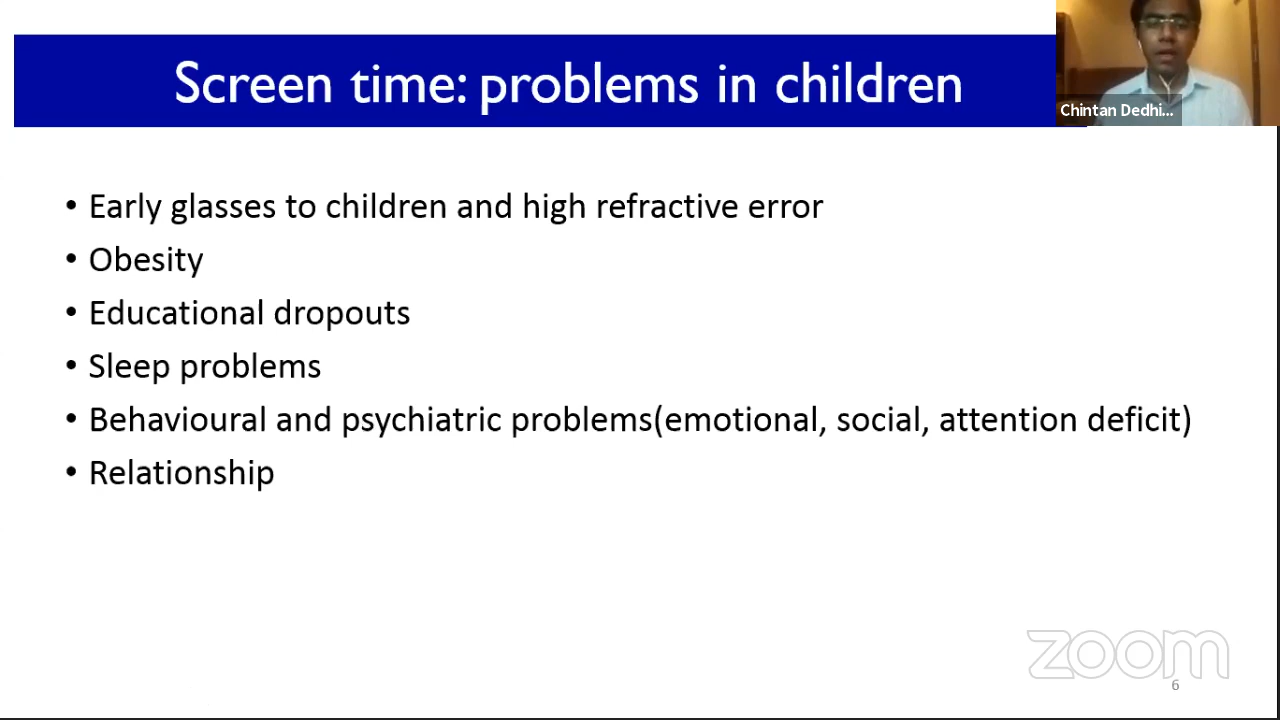 Screen time: problems in children
Chintan Dedhi...
• Early glasses to children and high refractive error
• Obesity
• Educational dropouts
• Sleep problems
• Behavioural and psychiatric problems(emotional, social, attention deficit)
• Relationship
zoom
6